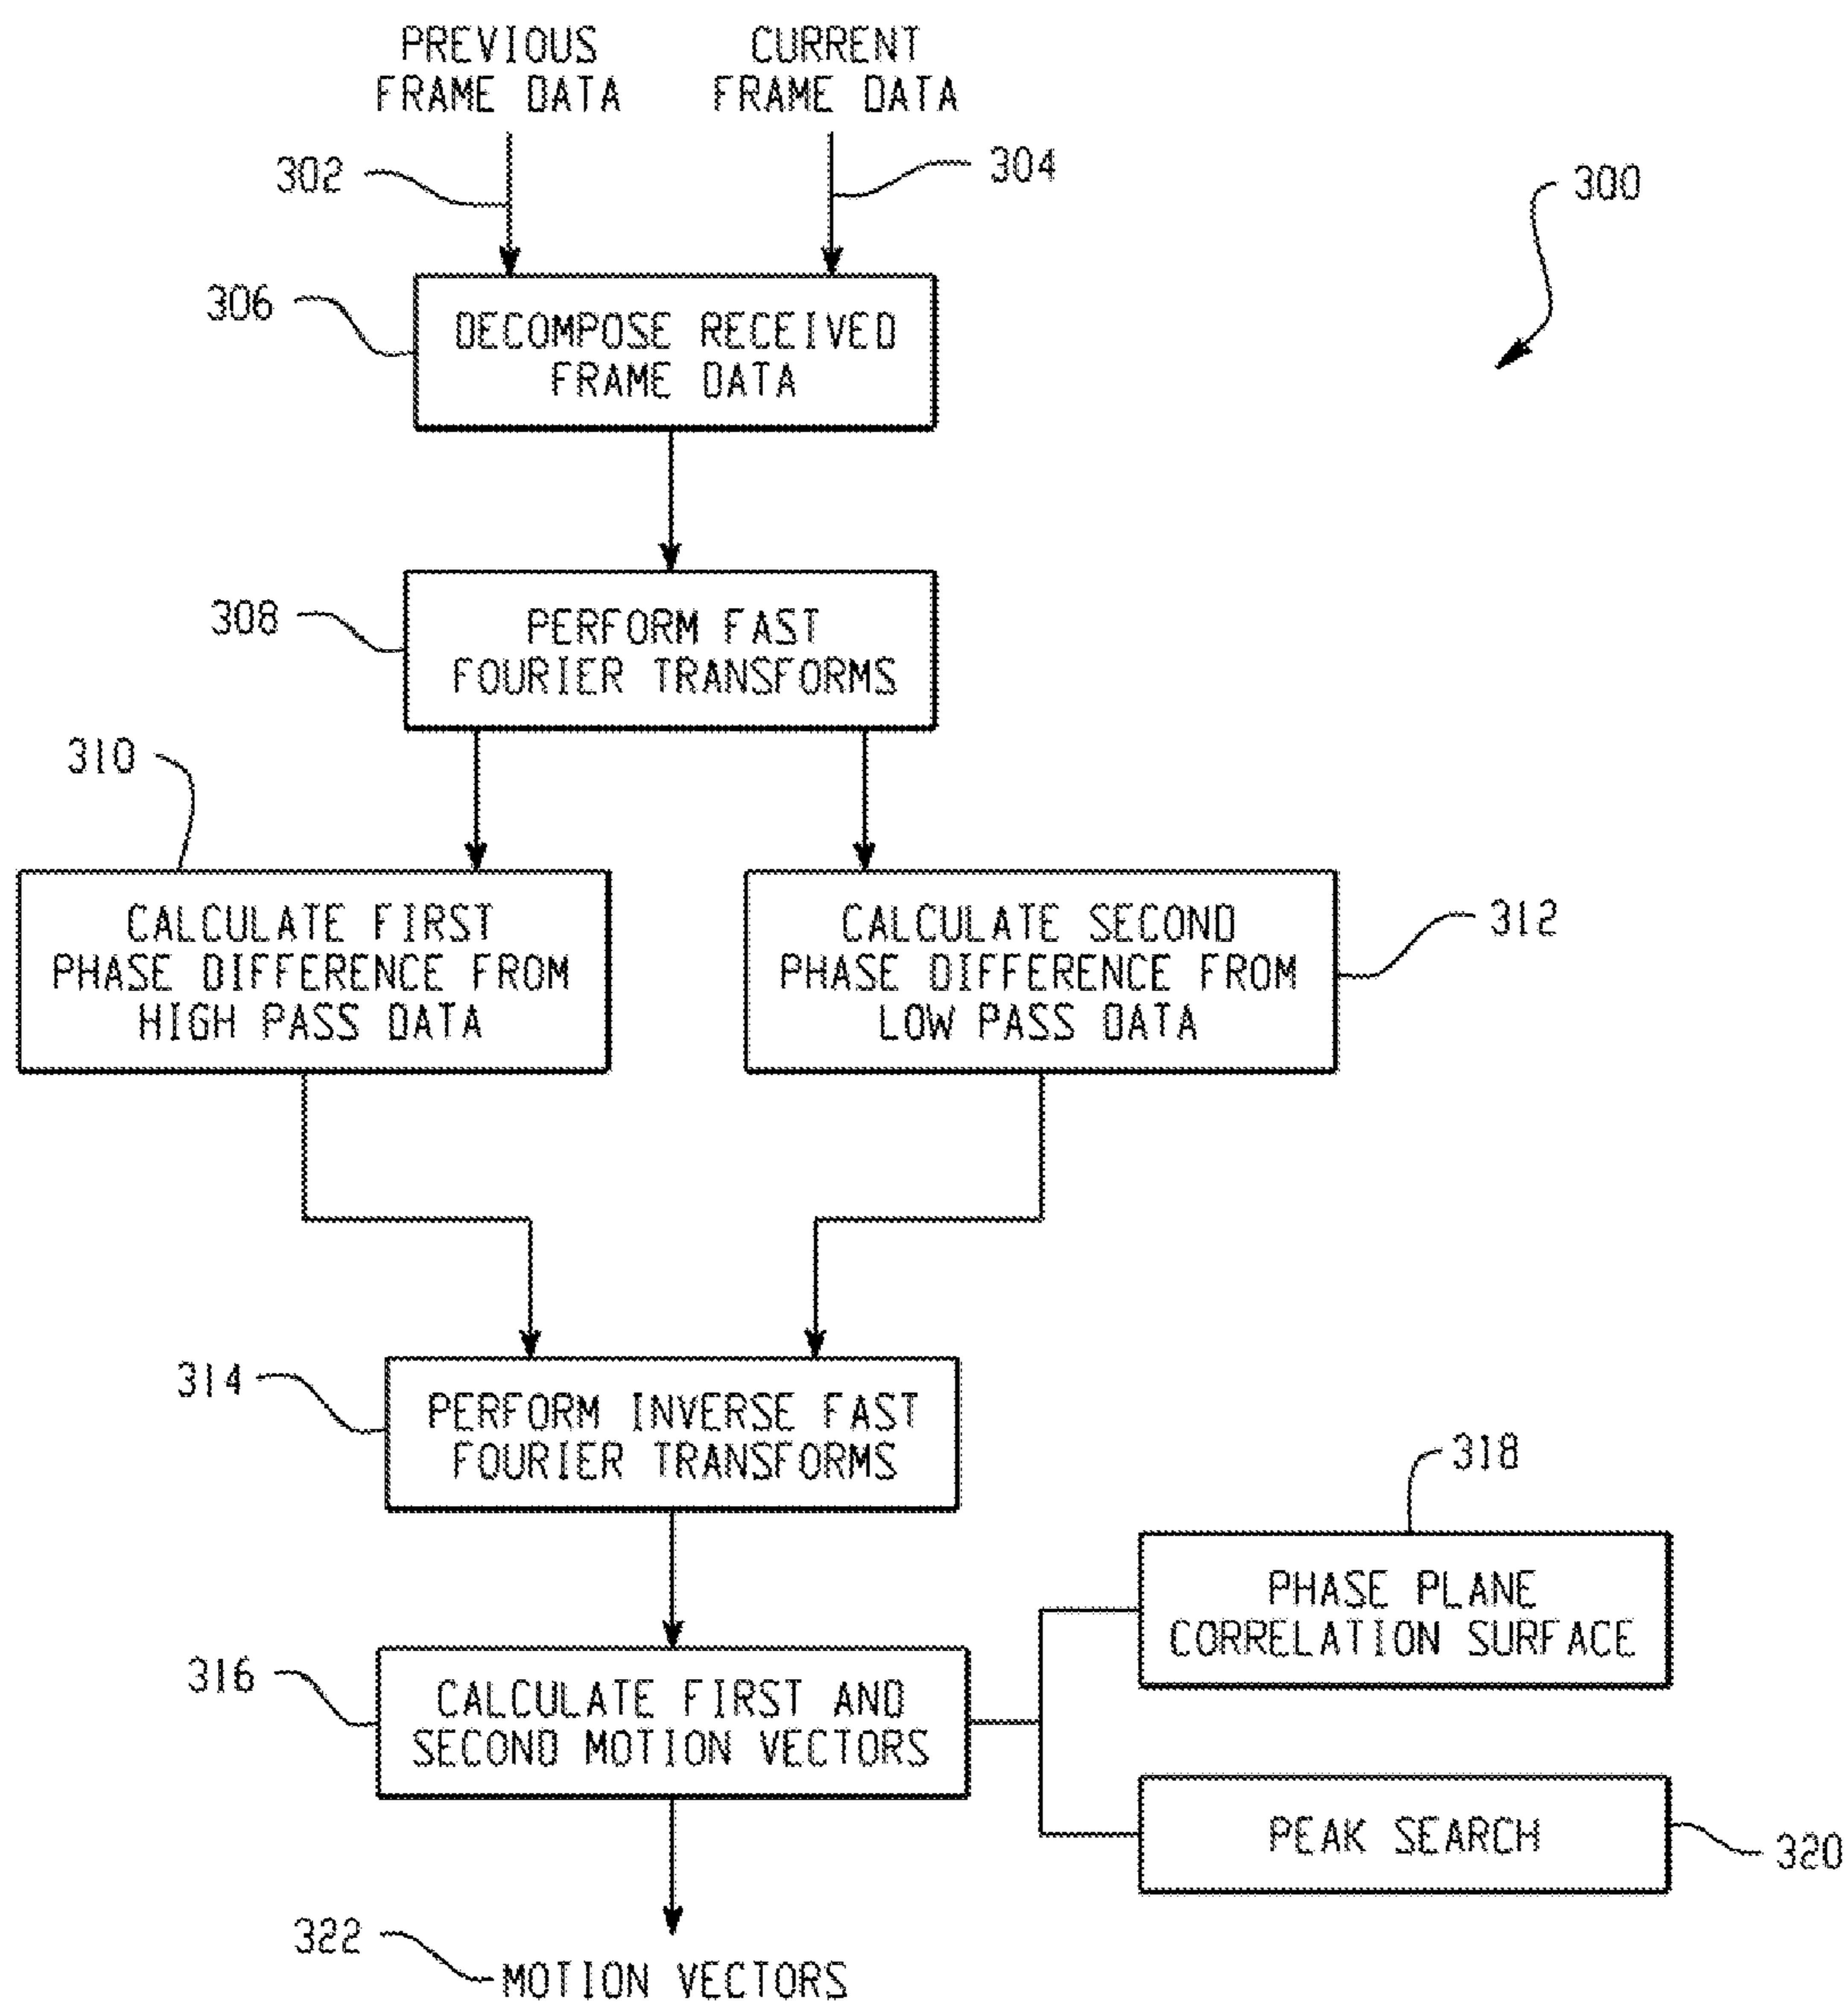 PREVIOUS
FRAME DATA
CURRENT
FRAME DATA
302
304
300
306
DECOMPOSE RECEIVED
FRAME DATA
308
PERFORM FAST
FOURIER TRANSFORMS
310
CALCULATE FIRST
PHASE DIFFERENCE FROM
HIGH PASS DATA
CALCULATE SECOND
PHASE DIFFERENCE FROM
LOW PASS DATA
312
314
PERFORM INVERSE FAST
FOURIER TRANSFORMS
318
PHASE PLANE
CORRELATION SURFACE
316
CALCULATE FIRST AND
SECOND MOTION VECTORS
PEAK SEARCH
320
322
MOTION VECTORS